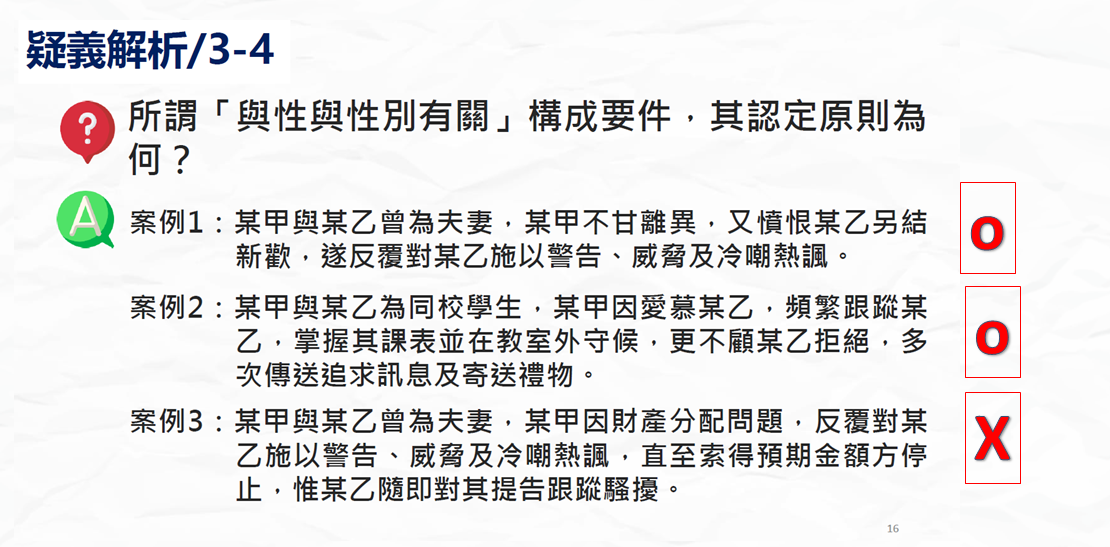 疑義解析/3-4
?
所謂「與性與性別有關」構成要件，其認定原則為
何？
A
案例1：某甲與某乙曾為夫妻，某甲不甘離異，又憤恨某乙另結
新歡，遂反覆對某乙施以警告、威脅及冷嘲熱諷。
O
案例2：某甲與某乙為同校學生，某甲因愛慕某乙，頻繁跟蹤某
乙，掌握其課表並在教室外守候，更不顧某乙拒絕，多
次傳送追求訊息及寄送禮物。
O
案例3：某甲與某乙曾為夫妻，某甲因財產分配問題，反覆對某
乙施以警告、威脅及冷嘲熱諷，直至索得預期金額方停
止，惟某乙隨即對其提告跟蹤騷擾。
X
16